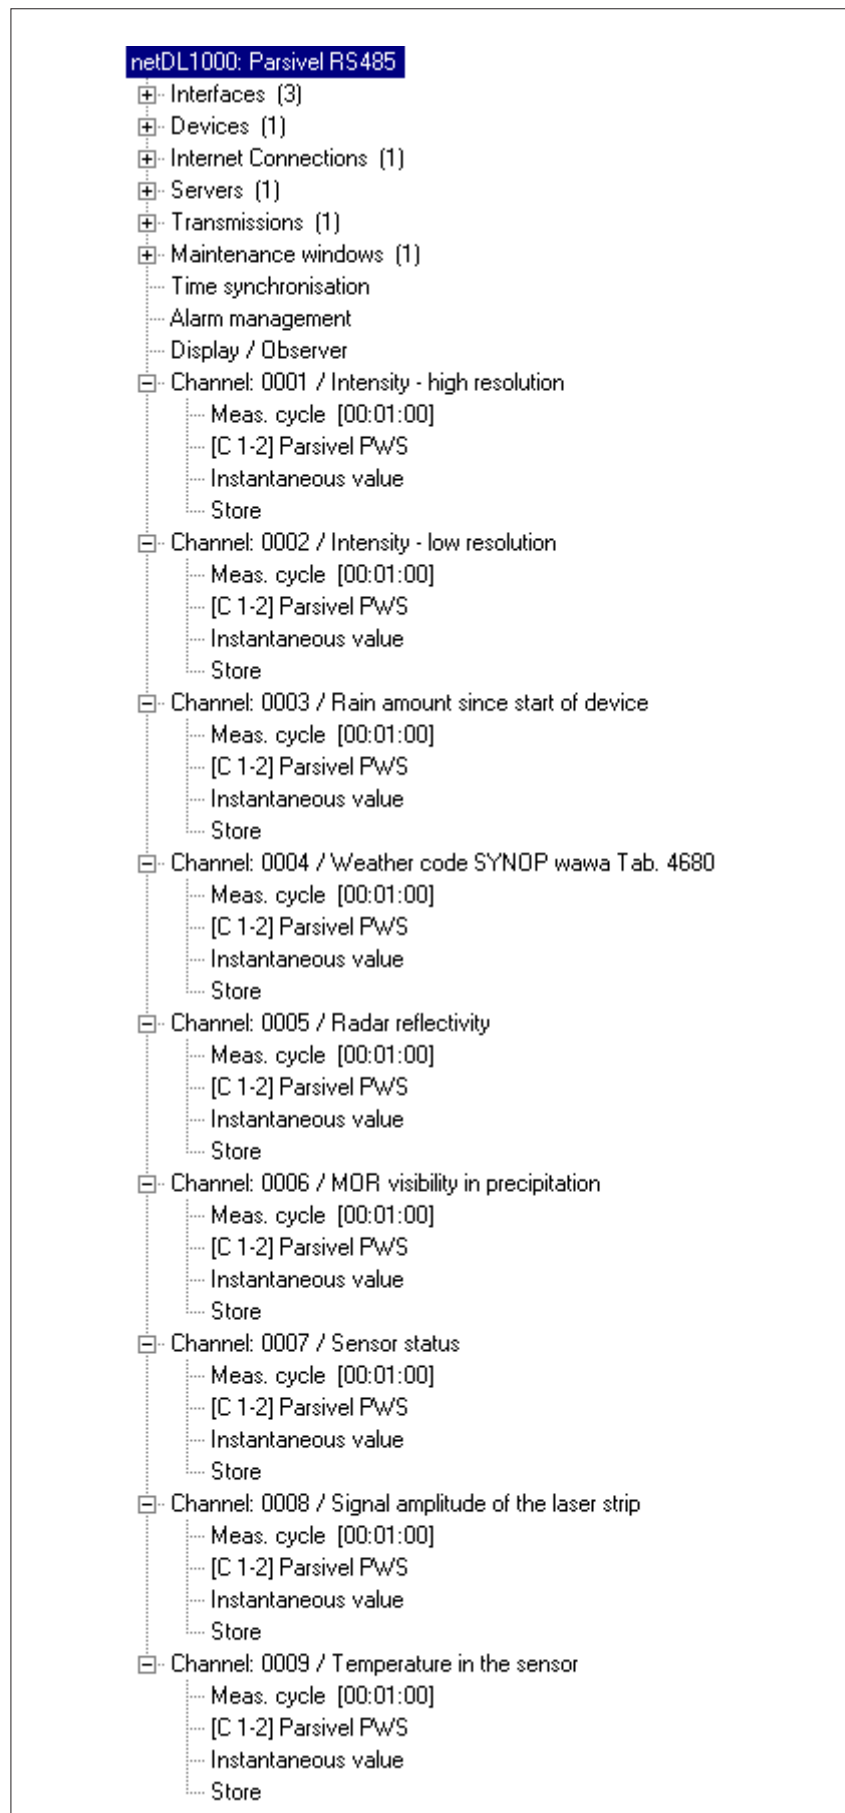 netDL1000: Parsivel RS485
Interfaces (3)
Devices (1)
Internet Connections (1)
Servers (1)
Transmissions (1)
Maintenance windows (1)
Time synchronisation
Alarm management
Display / Observer
Channel: 0001 / Intensity - high resolution
Meas. cycle [00:01:00]
[C 1-2] Parsivel PWS
Instantaneous value
Store
Channel: 0002 / Intensity - low resolution
Meas. cycle [00:01:00]
[C 1-2] Parsivel PWS
Instantaneous value
Store
Channel: 0003 / Rain amount since start of device
Meas. cycle [00:01:00]
[C 1-2] Parsivel PWS
Instantaneous value
Store
Channel: 0004 / Weather code SYNOP wawa Tab. 4680
Meas. cycle [00:01:00]
[C 1-2] Parsivel PWS
Instantaneous value
Store
Channel: 0005 / Radar reflectivity
Meas. cycle [00:01:00]
[C 1-2] Parsivel PWS
Instantaneous value
Store
Channel: 0006 / MOR visibility in precipitation
Meas. cycle [00:01:00]
[C 1-2] Parsivel PWS
Instantaneous value
Store
Channel: 0007 / Sensor status
Meas. cycle [00:01:00]
[C 1-2] Parsivel PWS
Instantaneous value
Store
Channel: 0008 / Signal amplitude of the laser strip
Meas. cycle [00:01:00]
[C 1-2] Parsivel PWS
Instantaneous value
Store
Channel: 0009 / Temperature in the sensor
Meas. cycle [00:01:00]
[C 1-2] Parsivel PWS
Instantaneous value
Store